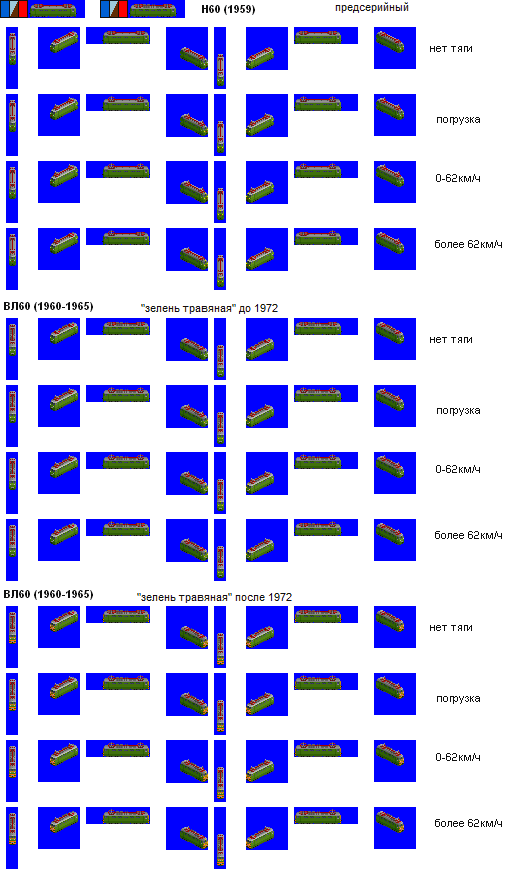 Н60 (1959) предсерийный
нет тяги
погрузка
0-62км/ч
более 62км/ч
ВЛ60 (1960-1965) "зелень травяная" до 1972
нет тяги
погрузка
0-62км/ч
более 62км/ч
ВЛ60 (1960-1965) "зелень травяная" после 1972
нет тяги
погрузка
0-62км/ч
более 62км/ч